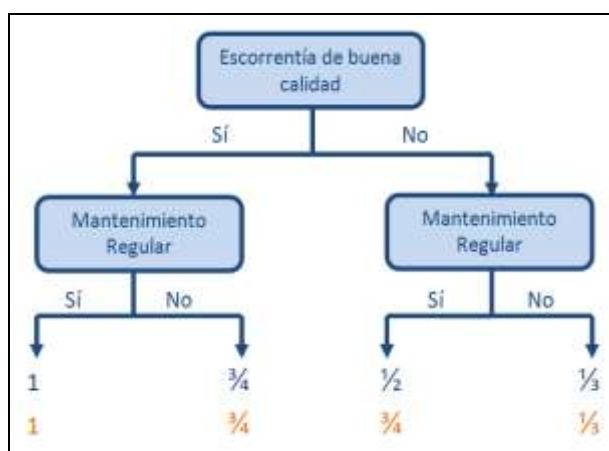 Escorrentía de buena
calidad
Sí No
Mantenimiento
Regular
Mantenimiento
Regular
Sí No Sí No
1 ¾ ½ ⅓
1 ¾ ¾ ⅓